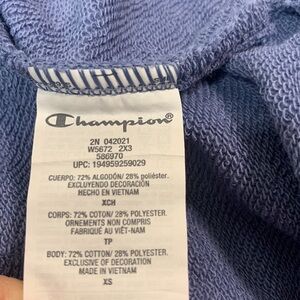 Champion
2N 042021
W5672 2X3
586970
UPC: 194959259029
CUERPO: 72% ALGODÓN/ 28% poliéster.
EXCLUYENDO DECORACIÓN
HECHO EN VIETNAM
XCH
CORPS: 72% COTON/ 28% POLYESTER.
ORNEMENTS NON COMPRIS
FABRIQUÉ AU VIÊT-NAM
TP
BODY: 72% COTTON/ 28% POLYESTER.
EXCLUSIVE OF DECORATION
MADE IN VIETNAM
XS